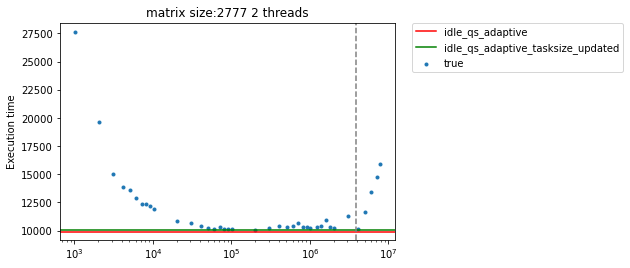 matrix size:2777 2 threads
idle_qs_adaptive
idle_qs_adaptive_tasksize_updated
true
Execution time
27500
25000
22500
20000
17500
15000
12500
10000
10³
10⁴
10⁵
10⁶
10⁷